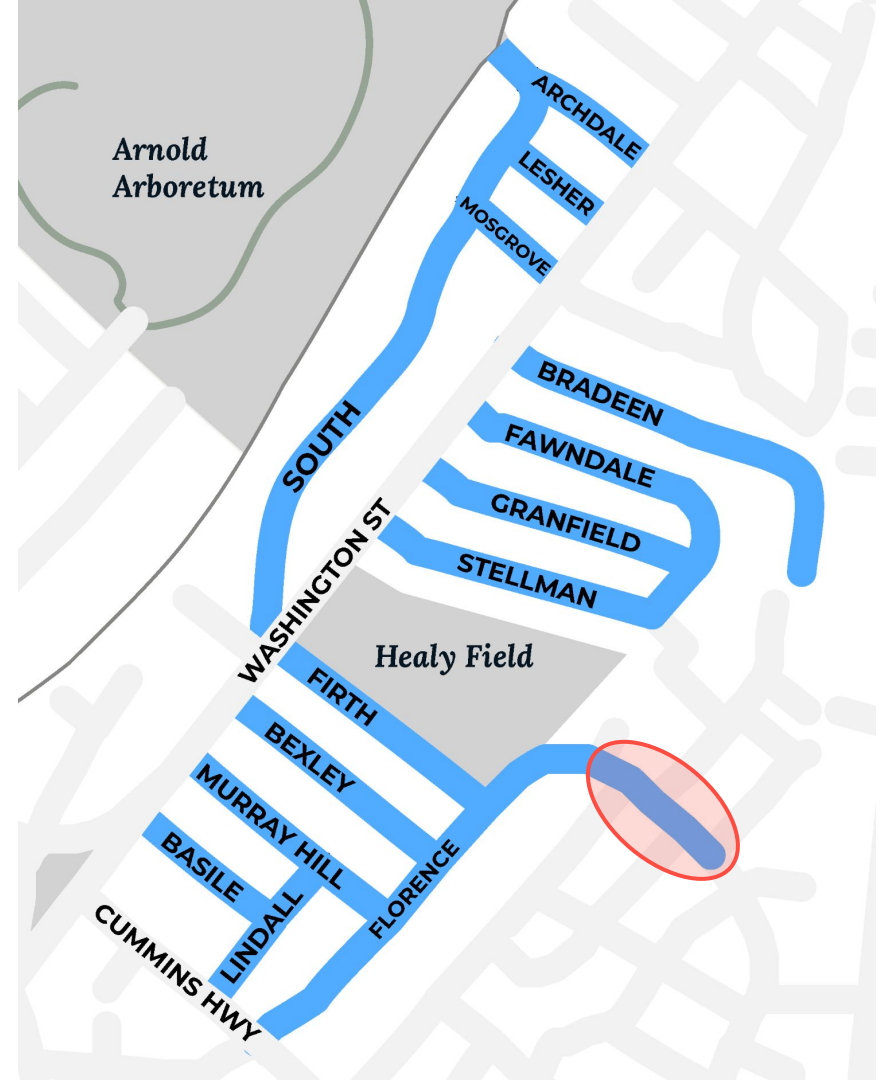 ARCHDALE
Arnold
Arboretum
LESHER
MOSGROVE
BRADEEN
SOUTH
FAWNDALE
GRANFIELD
STELLMAN
WASHINGTON ST
Healy Field
FIRTH
BEXLEY
MURRAY HILL
BASILE
FLORENCE
LINDALL
CUMMINS HWY